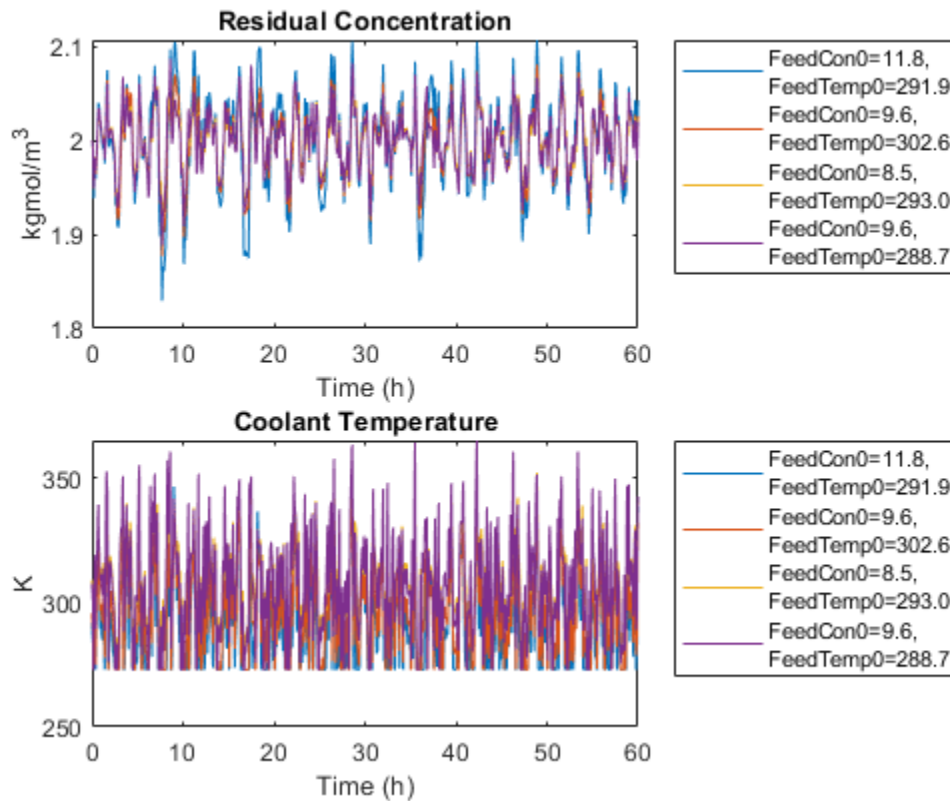 Residual Concentration
2.1
2
1.9
1.8
kgmol/m³
0 10 20 30 40 50 60
Time (h)
FeedCon0=11.8,
FeedTemp0=291.9
FeedCon0=9.6,
FeedTemp0=302.6
FeedCon0=8.5,
FeedTemp0=293.0
FeedCon0=9.6,
FeedTemp0=288.7
Coolant Temperature
350
300
250
K
0 10 20 30 40 50 60
Time (h)
FeedCon0=11.8,
FeedTemp0=291.9
FeedCon0=9.6,
FeedTemp0=302.6
FeedCon0=8.5,
FeedTemp0=293.0
FeedCon0=9.6,
FeedTemp0=288.7